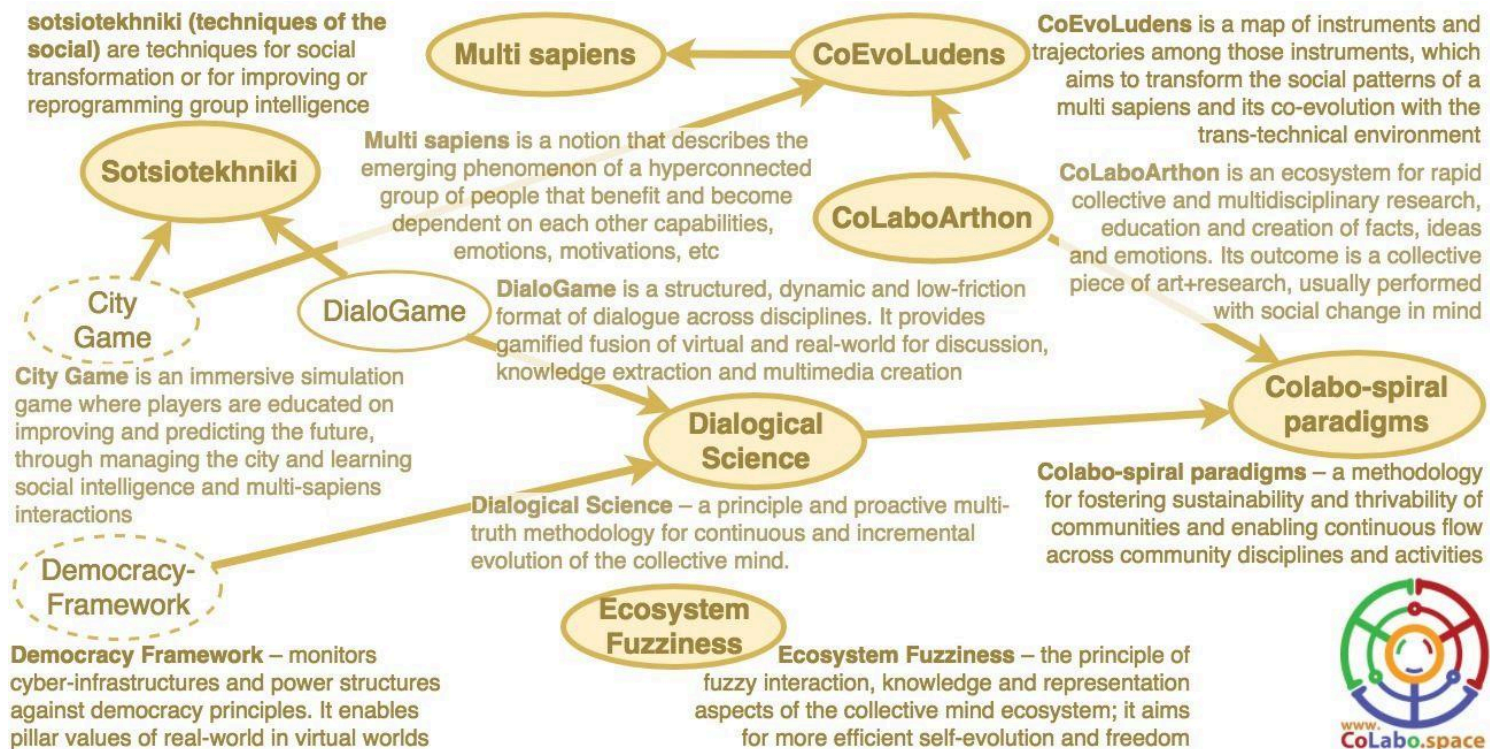 sotsiotekhniki (techniques of the
social) are techniques for social
transformation or for improving or
reprogramming group intelligence
Multi sapiens
CoEvoLudens
CoEvoLudens is a map of instruments and
trajectories among those instruments, which
aims to transform the social patterns of a
multi sapiens and its co-evolution with the
trans-technical environment
Sotsiotekhniki
Multi sapiens is a notion that describes the
emerging phenomenon of a hyperconnected
group of people that benefit and become
dependent on each other capabilities,
emotions, motivations, etc
CoLaboArthon
CoLaboArthon is an ecosystem for rapid
collective and multidisciplinary research,
education and creation of facts, ideas
and emotions. Its outcome is a collective
piece of art+research, usually performed
with social change in mind
City
Game
DialoGame
DialoGame is a structured, dynamic and low-friction
format of dialogue across disciplines. It provides
gamified fusion of virtual and real-world for discussion,
knowledge extraction and multimedia creation
City Game is an immersive simulation
game where players are educated on
improving and predicting the future,
through managing the city and learning
social intelligence and multi-sapiens
interactions
Dialogical
Science
Colabo-spiral
paradigms
Dialogical Science – a principle and proactive multi-
truth methodology for continuous and incremental
evolution of the collective mind.
Colabo-spiral paradigms – a methodology
for fostering sustainability and thrivability of
communities and enabling continuous flow
across community disciplines and activities
Democracy-
Framework
Ecosystem
Fuzziness
Democracy Framework – monitors
cyber-infrastructures and power structures
against democracy principles. It enables
pillar values of real-world in virtual worlds
Ecosystem Fuzziness – the principle of
fuzzy interaction, knowledge and representation
aspects of the collective mind ecosystem; it aims
for more efficient self-evolution and freedom
www.
CoLabo.space